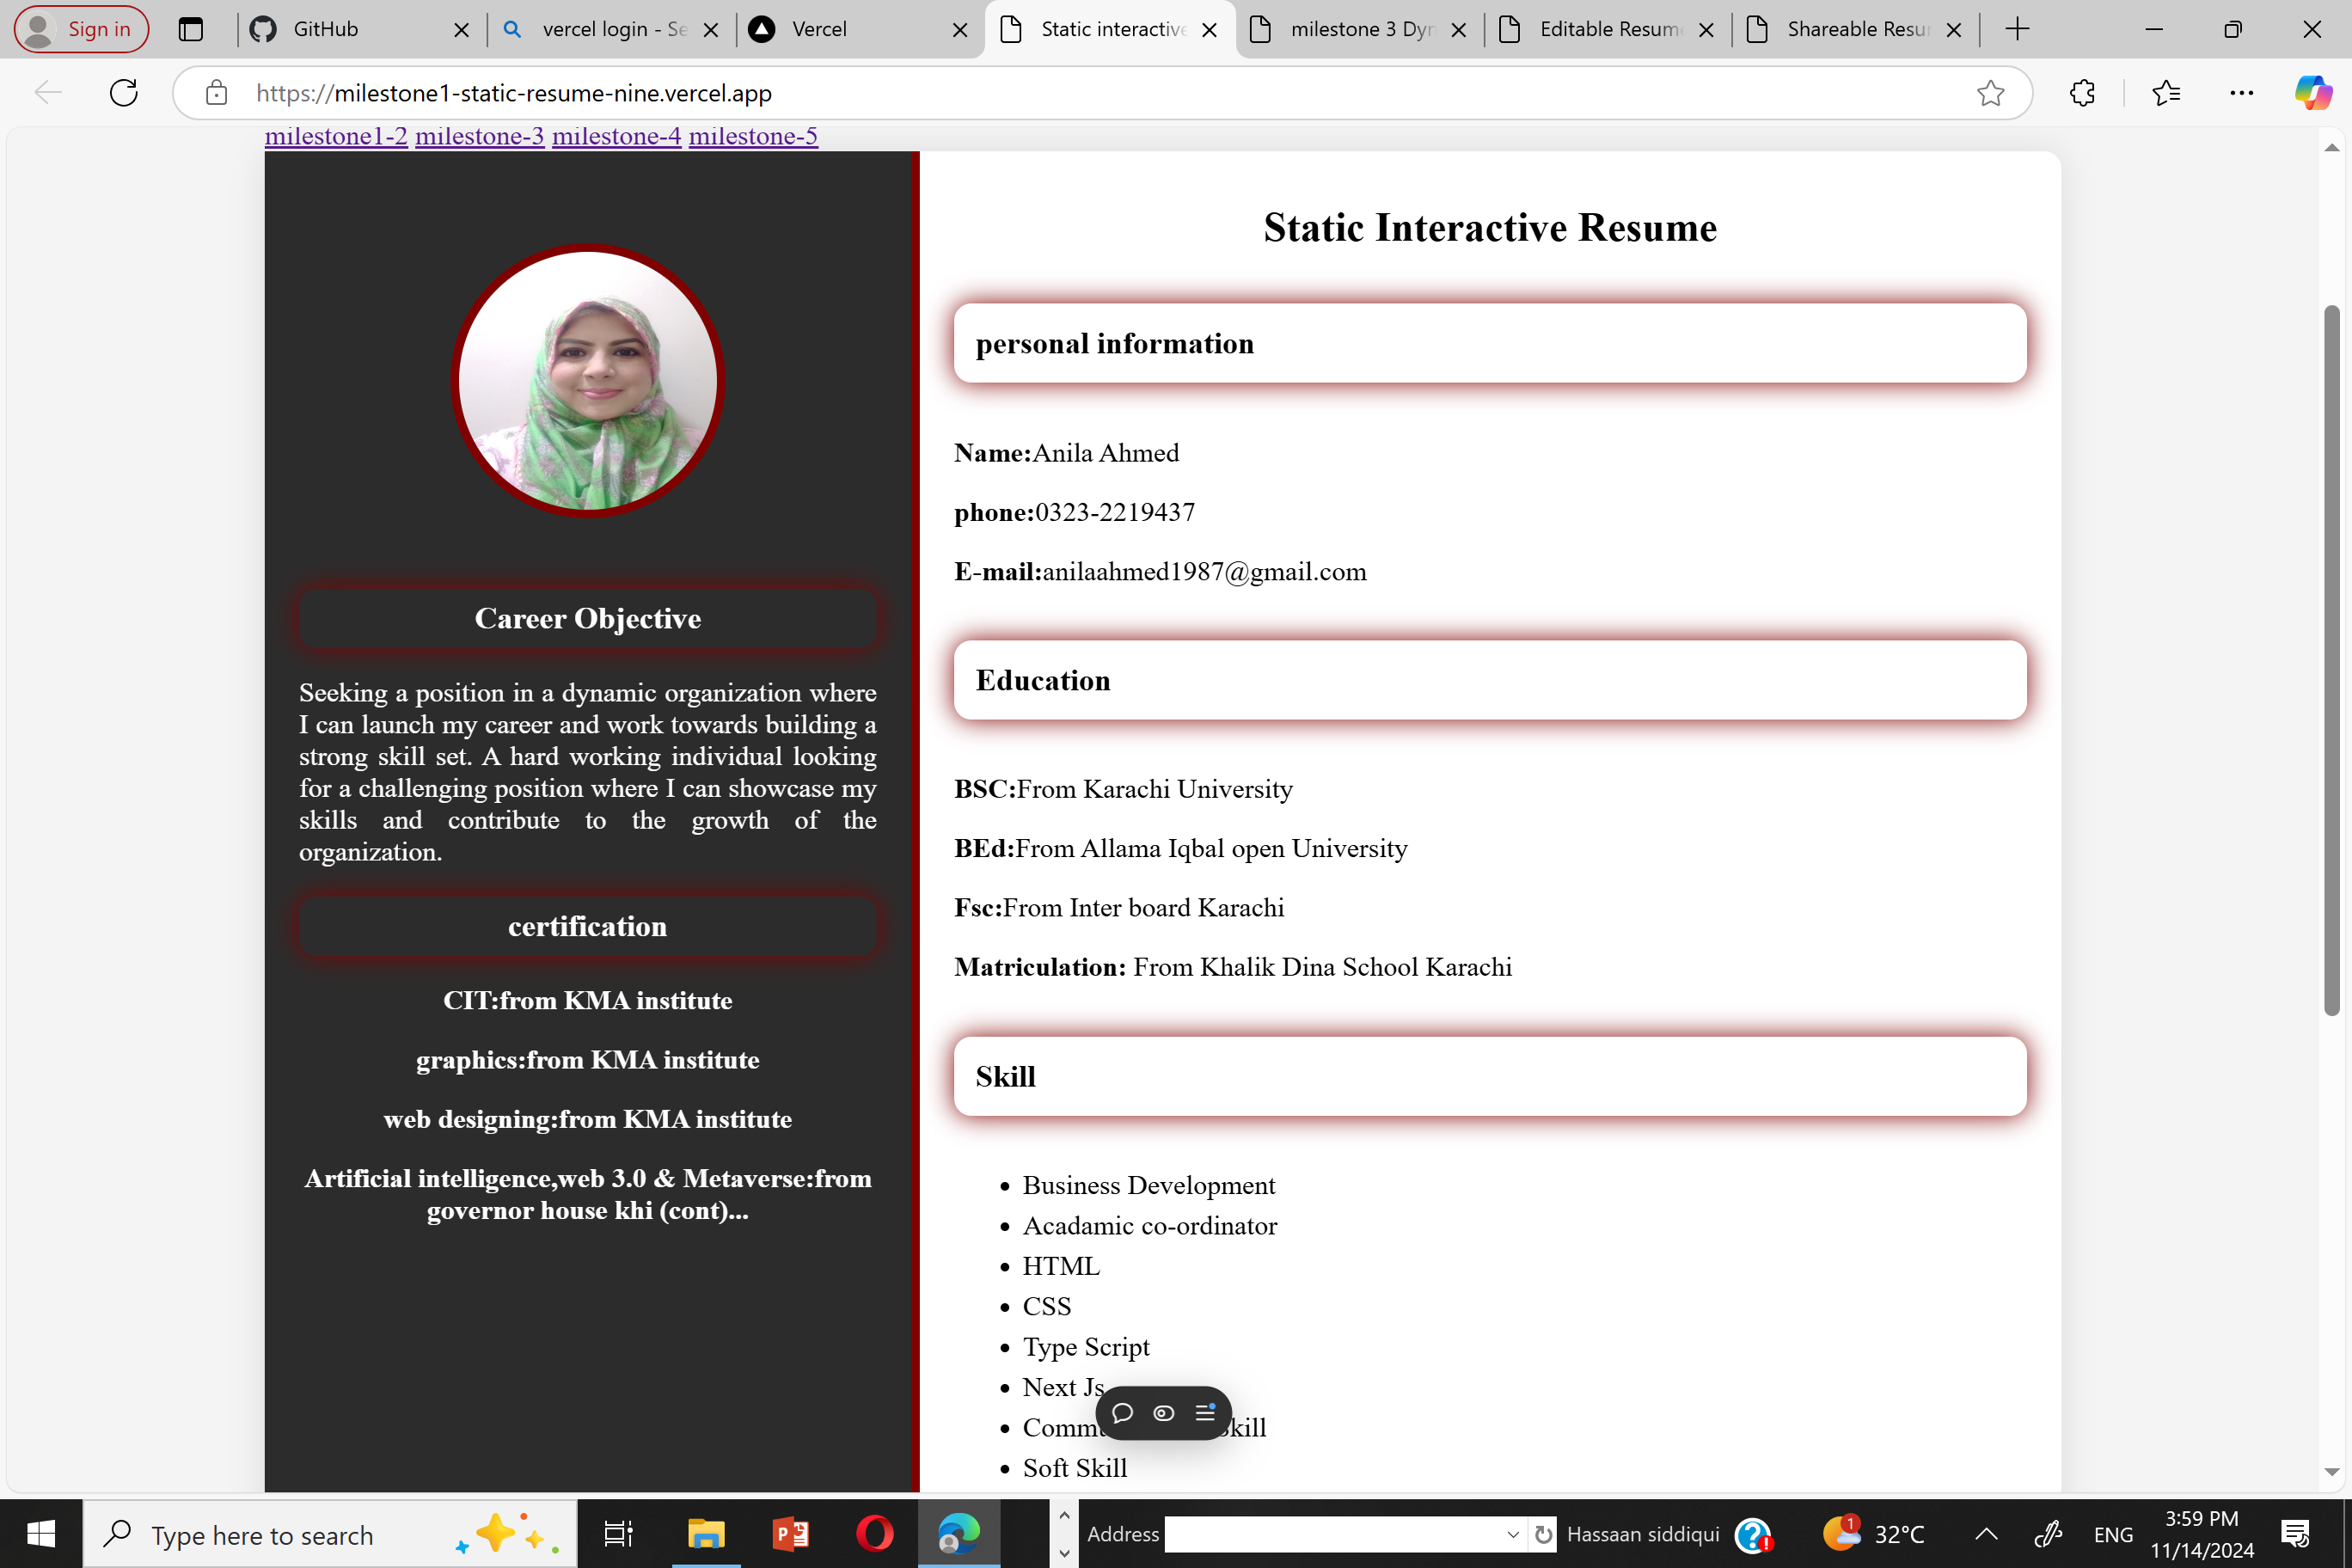 Sign in
GitHub
vercel login - Se
Vercel
Static interactive
milestone 3 Dyn
Editable Resum
Shareable Resu
https://milestone1-static-resume-nine.vercel.app
milestone1-2 milestone-3 milestone-4 milestone-5
Career Objective
Seeking a position in a dynamic organization where
I can launch my career and work towards building a
strong skill set. A hard working individual looking
for a challenging position where I can showcase my
skills and contribute to the growth of the
organization.
certification
CIT:from KMA institute
graphics:from KMA institute
web designing:from KMA institute
Artificial intelligence,web 3.0 & Metaverse:from
governor house khi (cont)...
Static Interactive Resume
personal information
Name:Anila Ahmed
phone:0323-2219437
E-mail:anilaahmed1987@gmail.com
Education
BSC:From Karachi University
BEd:From Allama Iqbal open University
Fsc:From Inter board Karachi
Matriculation: From Khalik Dina School Karachi
Skill
Business Development
Acadamic co-ordinator
HTML
CSS
Type Script
Next Js
Soft Skill
Type here to search
Address
Hassaan siddiqui
1
32°C
ENG
3:59 PM
11/14/2024